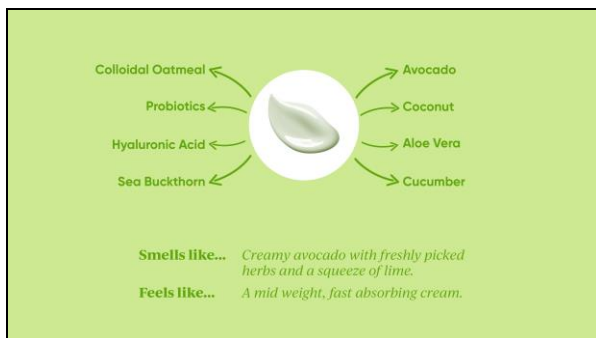 Colloidal Oatmeal
Probiotics
Hyaluronic Acid
Sea Buckthorn
Avocado
Coconut
Aloe Vera
Cucumber
Smells like... Creamy avocado with freshly picked
herbs and a squeeze of lime.
Feels like... A mid weight, fast absorbing cream.